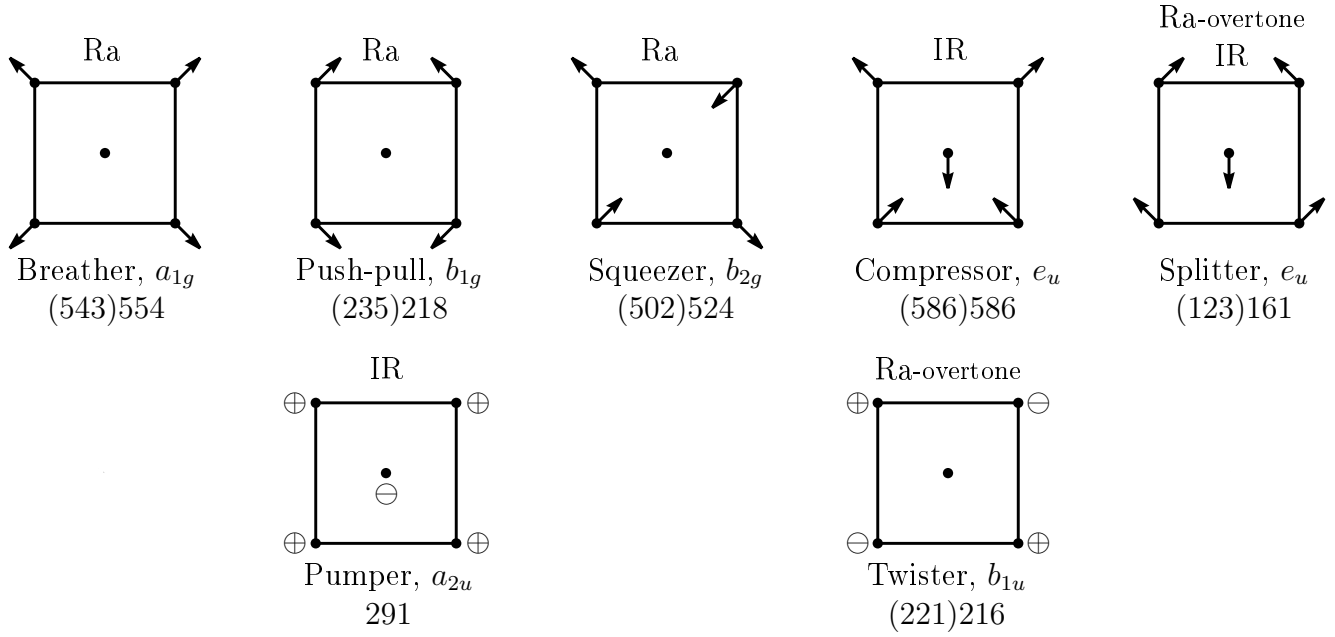 Ra
Ra
Ra
IR
Ra-overtone
IR
Breather, a1g
(543)554
Push-pull, b1g
(235)218
Squeezer, b2g
(502)524
Compressor, eu
(586)586
Splitter, eu
(123)161
IR
Ra-overtone
⊕ ⊕
⊖
⊕ ⊕
⊕ ⊖
⊖ ⊕
Pumper, a2u
291
Twister, b1u
(221)216